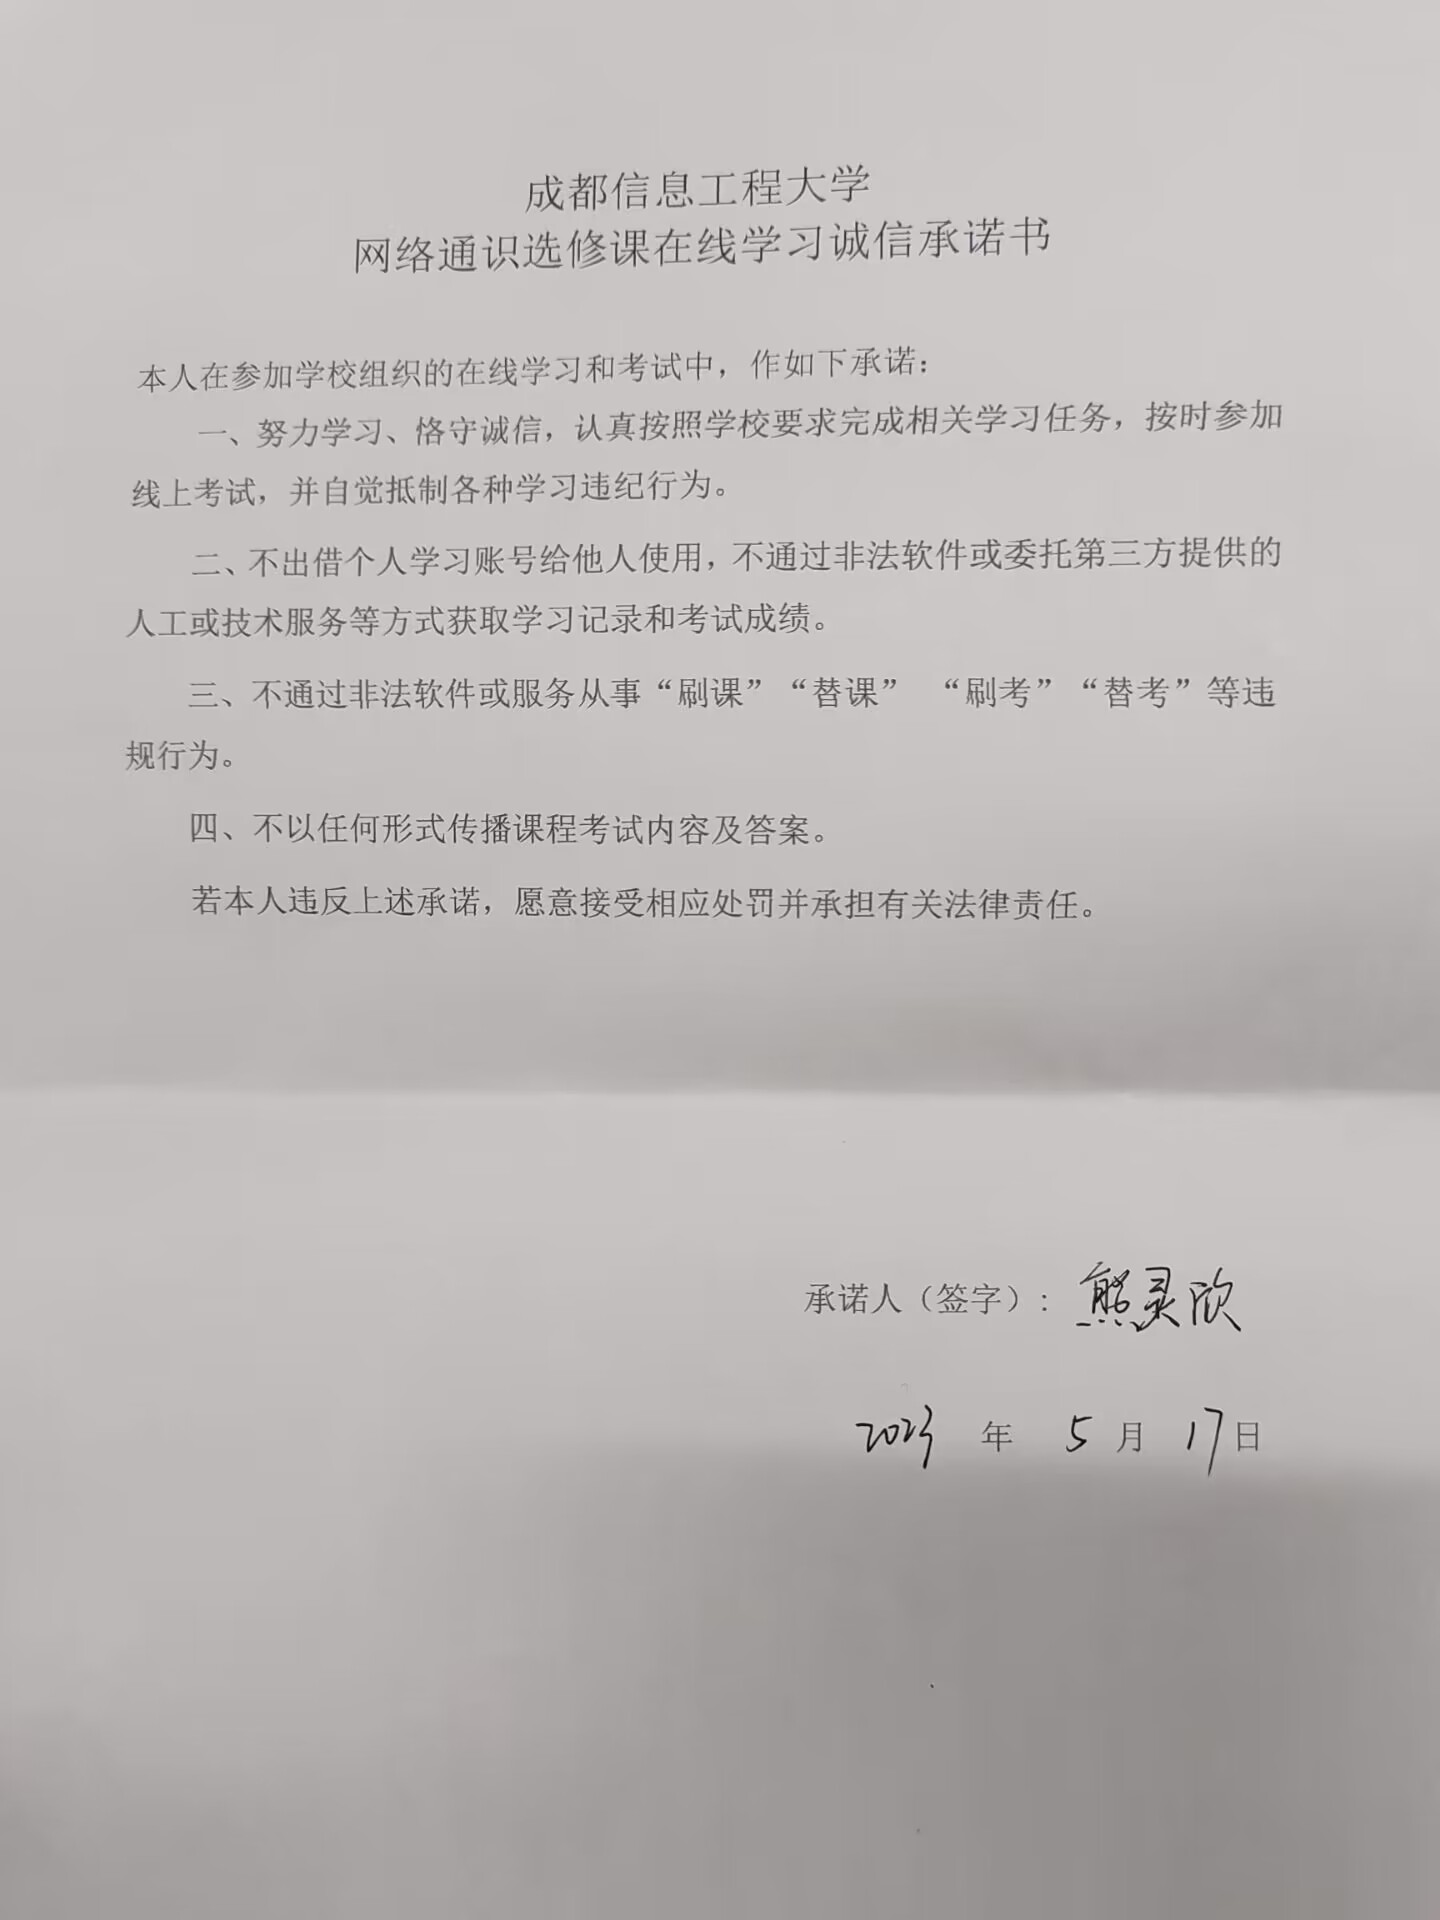 成都信息工程大学
网络通识选修课在线学习诚信承诺书
本人在参加学校组织的在线学习和考试中，作如下承诺：
一、努力学习、恪守诚信，认真按照学校要求完成相关学习任务，按时参加
线上考试，并自觉抵制各种学习违纪行为。
二、不出借个人学习账号给他人使用，不通过非法软件或委托第三方提供的
人工或技术服务等方式获取学习记录和考试成绩。
三、不通过非法软件或服务从事“刷课”“替课” “刷考”“替考”等违
规行为。
四、不以任何形式传播课程考试内容及答案。
若本人违反上述承诺，愿意接受相应处罚并承担有关法律责任。
承诺人（签字）：熊灵欣
2023 年 5 月 17日